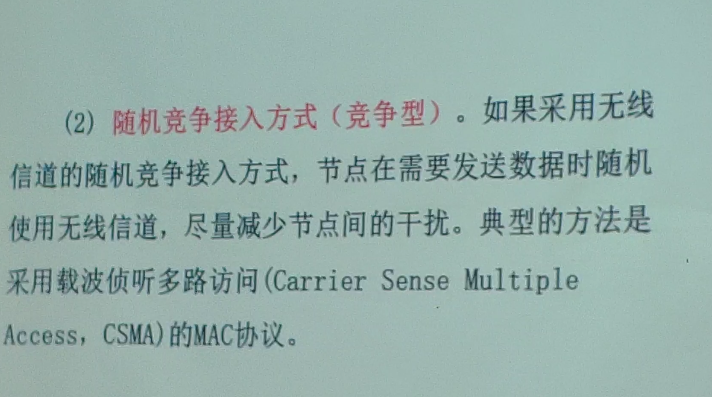 (2) 随机竞争接入方式（竞争型）。如果采用无线
信道的随机竞争接入方式，节点在需要发送数据时随机
使用无线信道，尽量减少节点间的干扰。典型的方法是
采用载波侦听多路访问(Carrier Sense Multiple
Access，CSMA)的MAC协议。